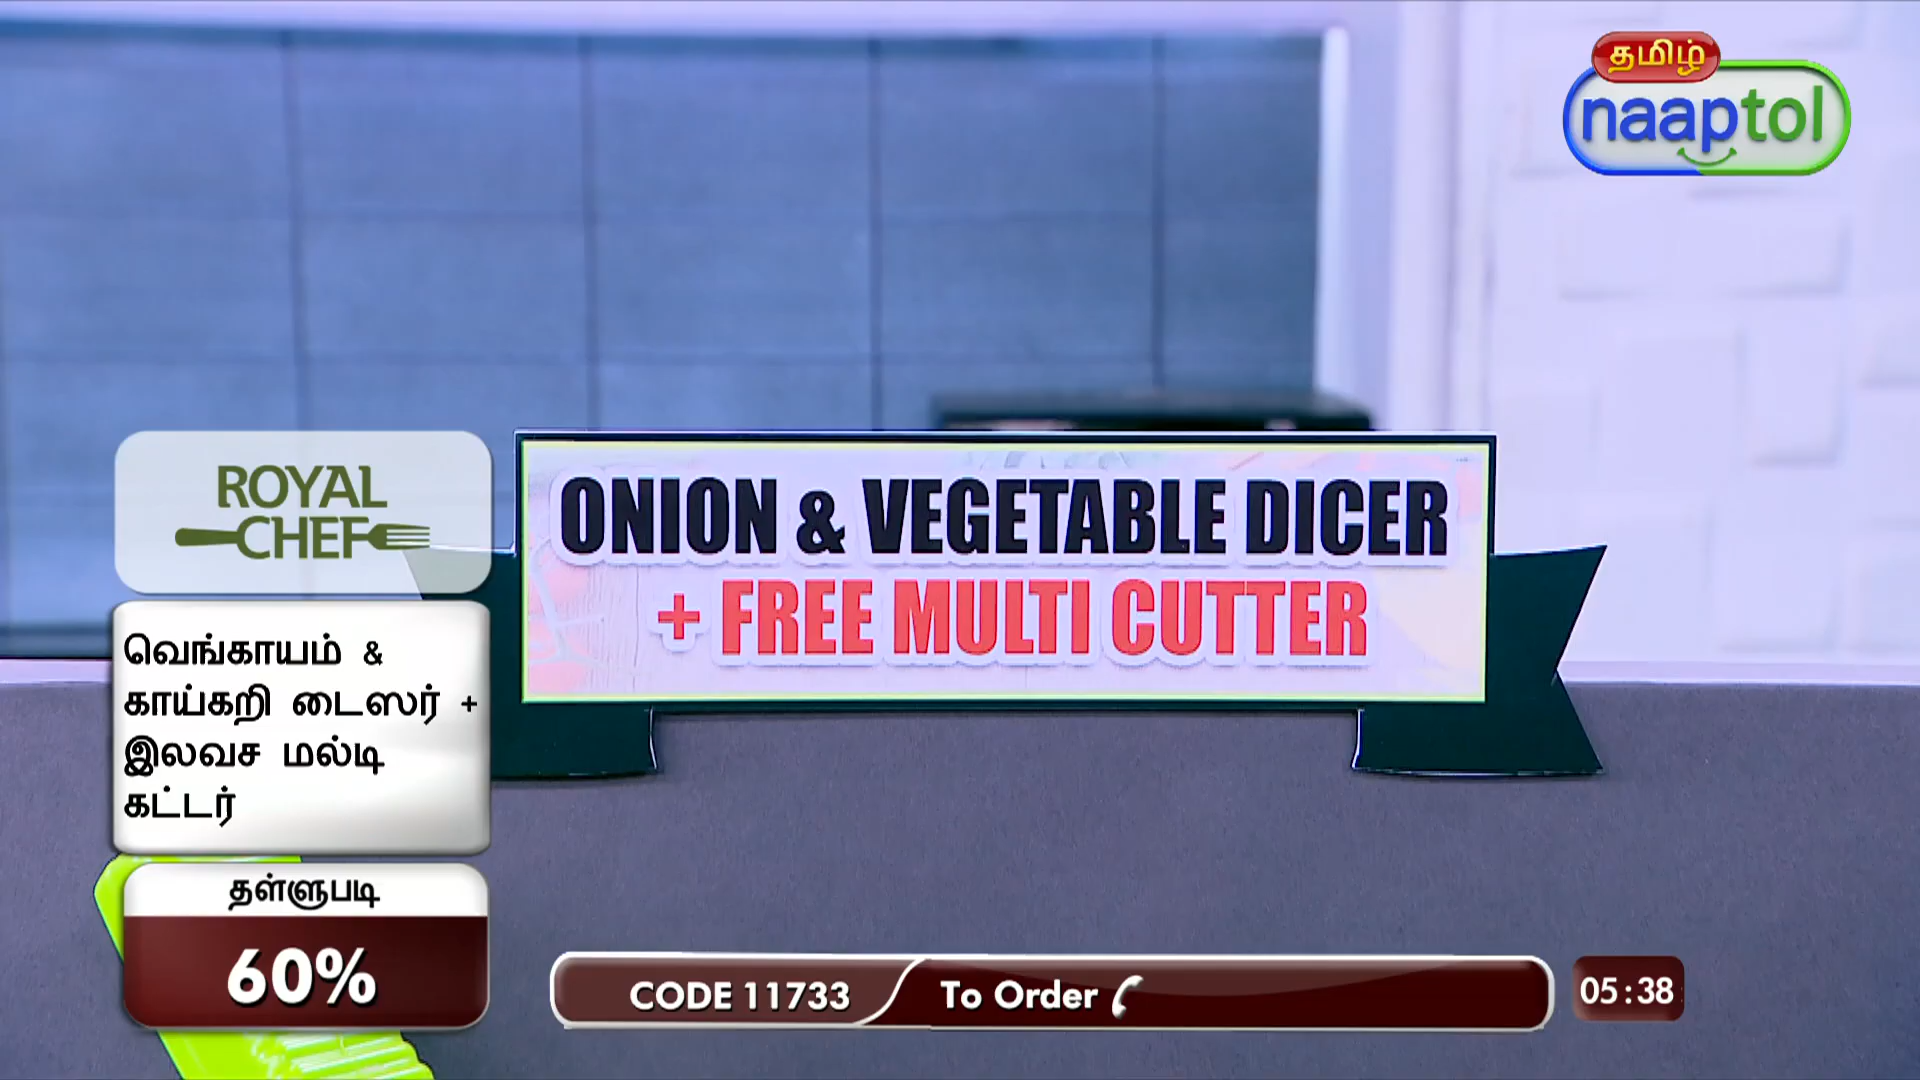 தமிழ்
naaptol
ROYAL
CHEF
ONION & VEGETABLE DICER
+ FREE MULTI CUTTER
வெங்காயம் &
காய்கறி டைஸர் +
இலவச மல்டி
கட்டர்
தள்ளுபடி
60%
CODE 11733 To Order
05:38